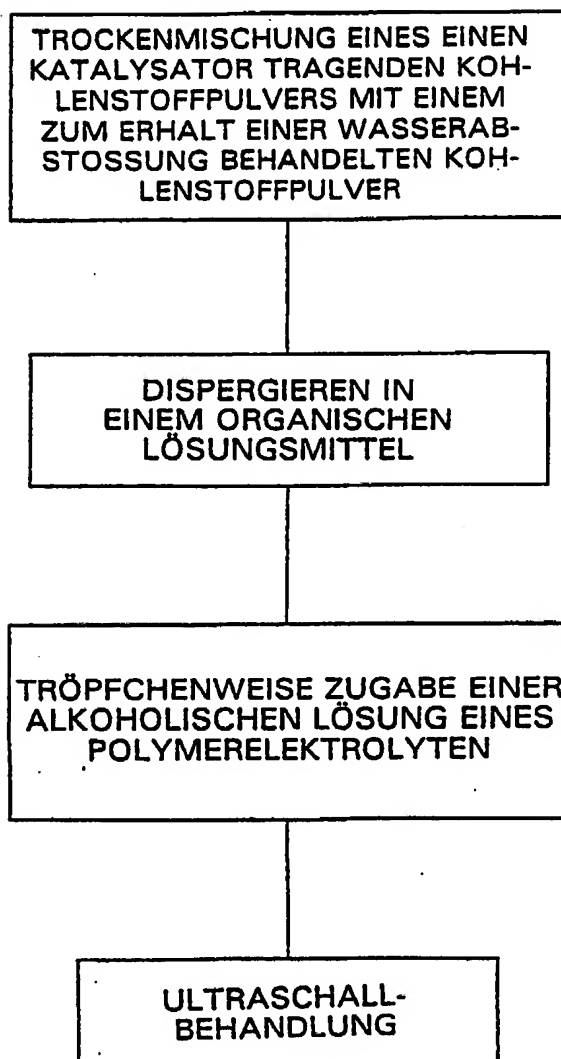 TROCKENMISCHUNG EINES EINEN
KATALYSATOR TRAGENDEN KOH-
LENSTOFFPULVERS MIT EINEM
ZUM ERHALT EINER WASSERAB-
STOSSUNG BEHANDELTEN KOH-
LENSTOFFPULVER
DISPERGIEREN IN
EINEM ORGANISCHEN
LÖSUNGSMITTEL
TRÖPFCHENWEISE ZUGABE EINER
ALKOHOLISCHEN LÖSUNG EINES
POLYMERELEKTROLYTEN
ULTRASCHALL-
BEHANDLUNG